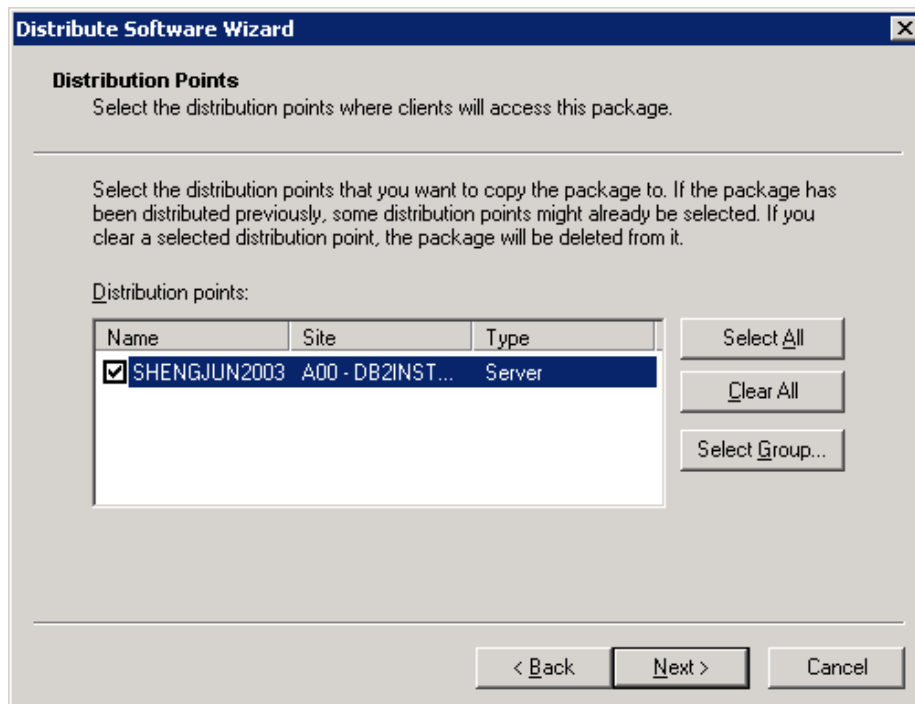 Distribute Software Wizard
Distribution Points
Select the distribution points where clients will access this package.
Select the distribution points that you want to copy the package to. If the package has
been distributed previously, some distribution points might already be selected. If you
clear a selected distribution point, the package will be deleted from it.
Distribution points:
Name Site Type
SHENGJUN2003 A00 - DB2INST... Server
Select All
Clear All
Select Group...
< Back Next > Cancel